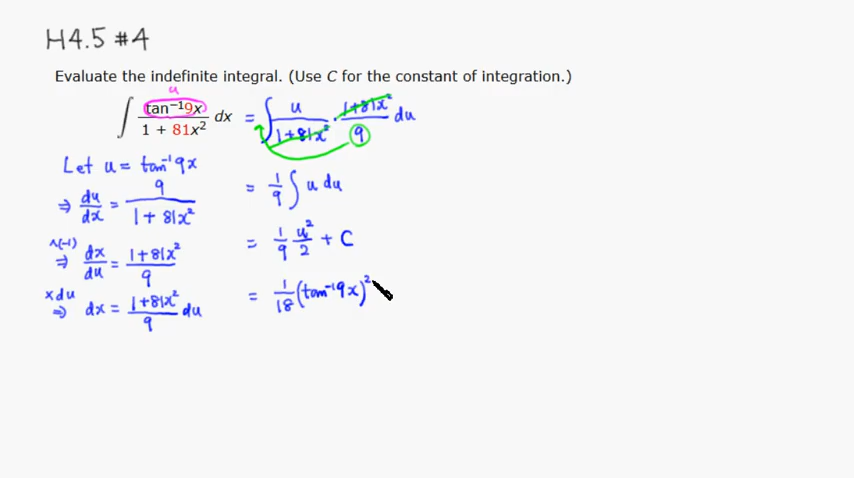 H4.5 #4
Evaluate the indefinite integral. (Use C for the constant of integration.)
u
∫ tan⁻¹9x / (1 + 81x²) dx = ∫ u / (1+81x²) · (1+81x²) / 9 du
Let u = tan⁻¹9x
⇒ du/dx = 9 / (1 + 81x²)
= 1/9 ∫ u du
^(-1)
⇒ dx/du = (1+81x²) / 9
= 1/9 u²/2 + C
x du
⇒ dx = (1+81x²) / 9 du
= 1/18 (tan⁻¹9x)²